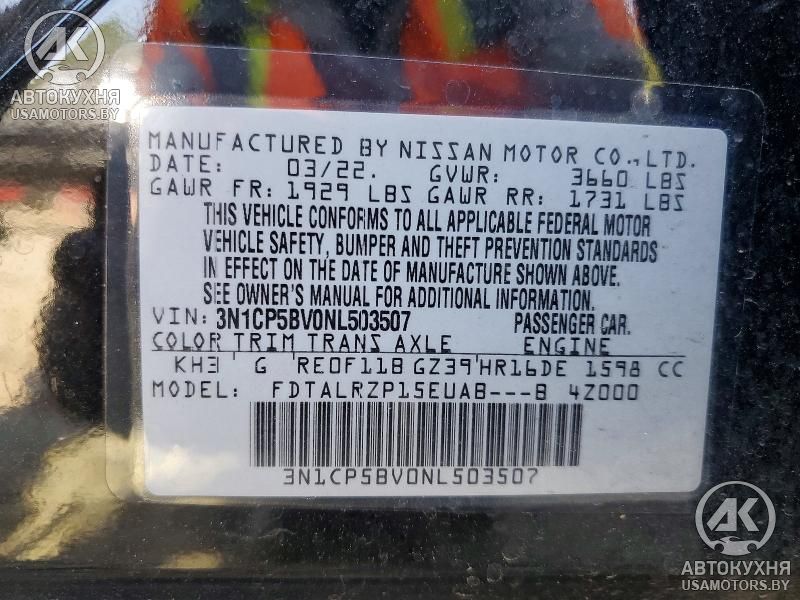 AK
АВТОКУХНЯ
USAMOTORS.BY
MANUFACTURED BY NISSAN MOTOR CO.,LTD.
DATE: 03/22. GVWR: 3660 LBS
GAWR FR: 1929 LBS GAWR RR: 1731 LBS
THIS VEHICLE CONFORMS TO ALL APPLICABLE FEDERAL MOTOR
VEHICLE SAFETY, BUMPER AND THEFT PREVENTION STANDARDS
IN EFFECT ON THE DATE OF MANUFACTURE SHOWN ABOVE.
SEE OWNER'S MANUAL FOR ADDITIONAL INFORMATION.
VIN: 3N1CP5BV0NL503507 PASSENGER CAR.
COLOR TRIM TRANS AXLE ENGINE
KH3 G RE0F11B GZ39 HR16DE 1598 CC
MODEL: FDTALRZP15EUAB---B 4Z000
3N1CP5BV0NL503507
AK
АВТОКУХНЯ
USAMOTORS.BY